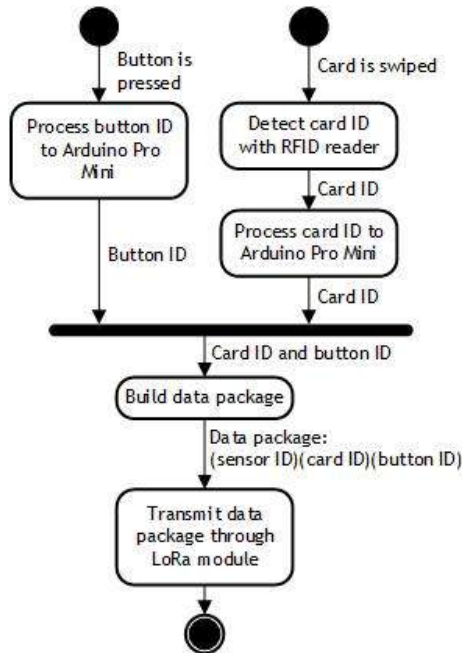 Button is
pressed
Card is swiped
Process button ID
to Arduino Pro
Mini
Detect card ID
with RFID reader
Card ID
Process card ID to
Arduino Pro Mini
Button ID
Card ID
Card ID and button ID
Build data package
Data package:
(sensor ID)(card ID)(button ID)
Transmit data
package through
LoRa module